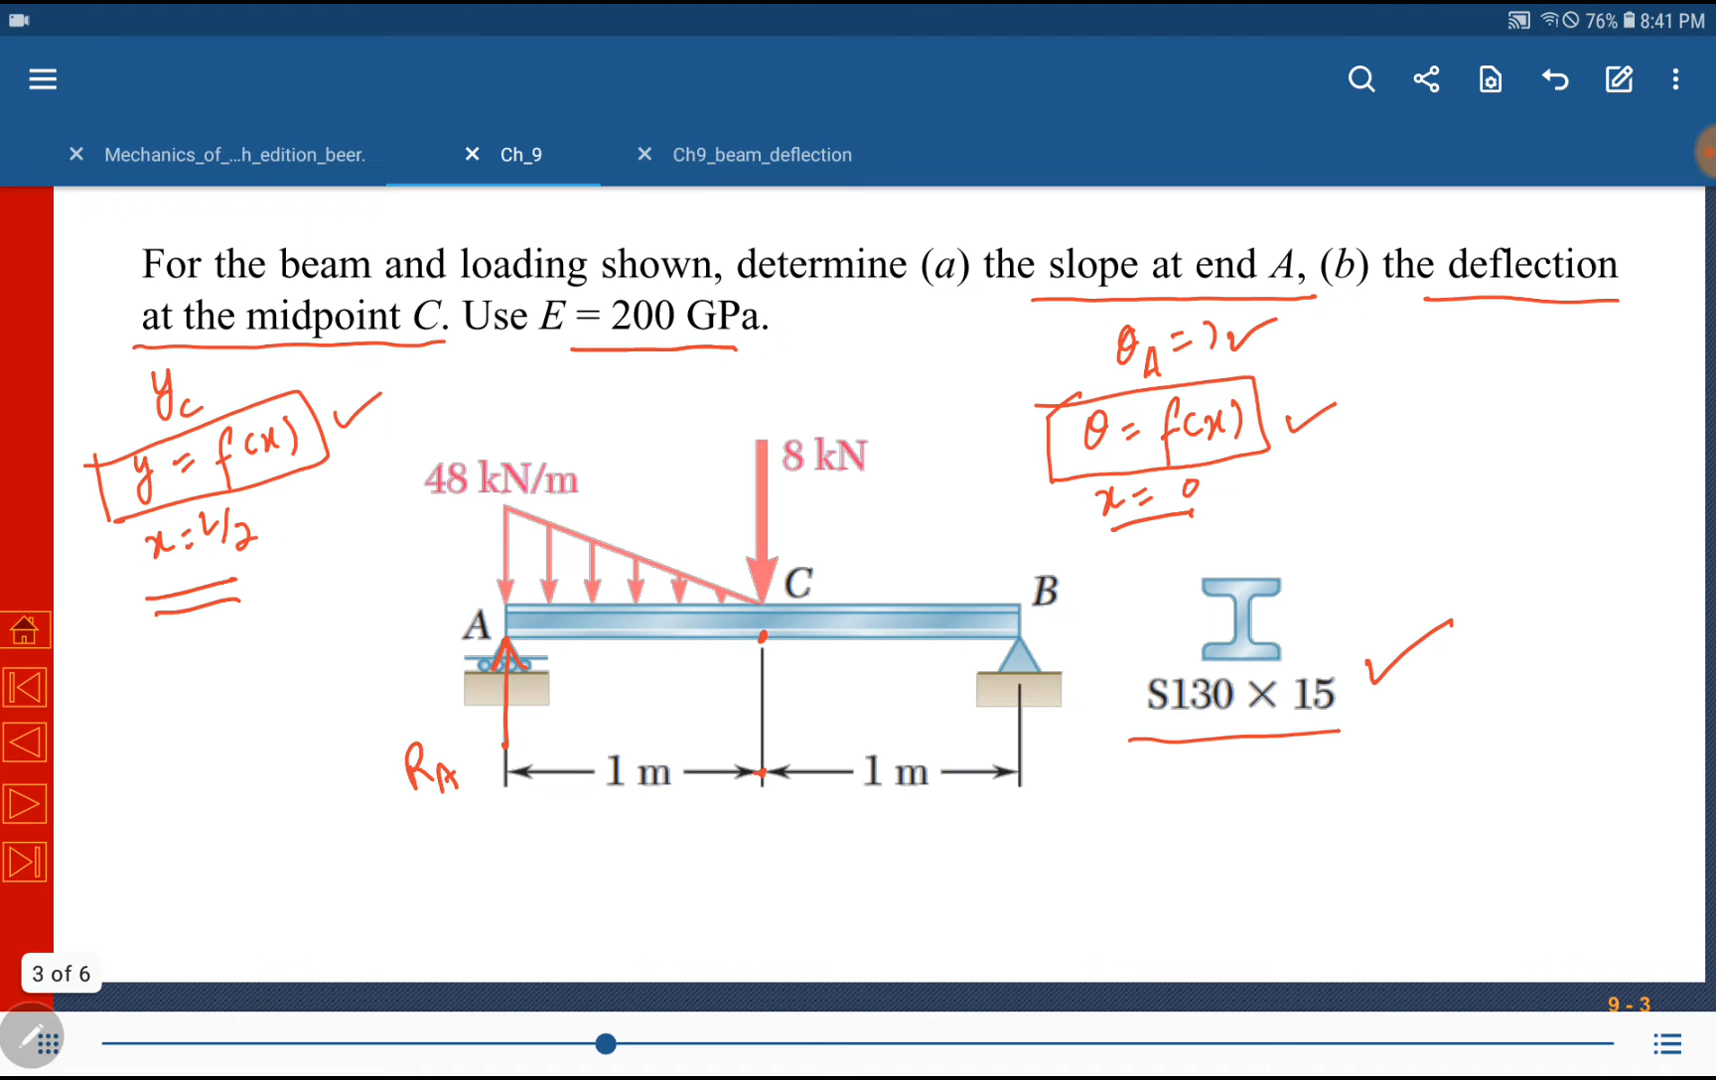 76% 8:41 PM
Mechanics_of_...h_edition_beer.
Ch_9
Ch9_beam_deflection
For the beam and loading shown, determine (a) the slope at end A, (b) the deflection
at the midpoint C. Use E = 200 GPa.
θA = ?
yc
y = f(x)
x = L/2
θ = f(x)
x = 0
48 kN/m
8 kN
C
B
A
S130 × 15
RA
1 m
1 m
3 of 6
9 - 3